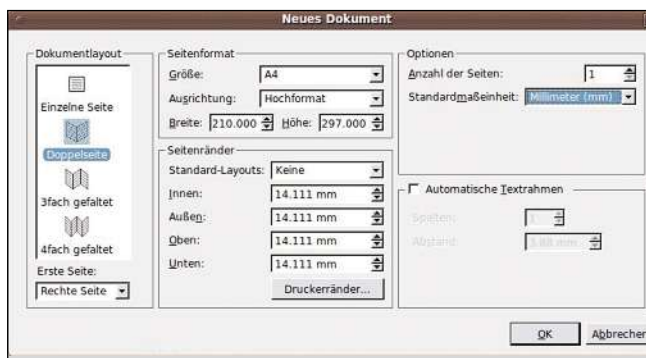 Neues Dokument
Dokumentlayout
Einzelne Seite
Doppelseite
3fach gefaltet
4fach gefaltet
Erste Seite:
Rechte Seite
Seitenformat
Größe: A4
Ausrichtung: Hochformat
Breite: 210.000 Höhe: 297.000
Seitenränder
Standard-Layouts: Keine
Innen: 14.111 mm
Außen: 14.111 mm
Oben: 14.111 mm
Unten: 14.111 mm
Druckerränder...
Optionen
Anzahl der Seiten: 1
Standardmaßeinheit: Millimeter (mm)
Automatische Textrahmen
Spalten: 1
Abstand: 3.88 mm
OK Abbrechen